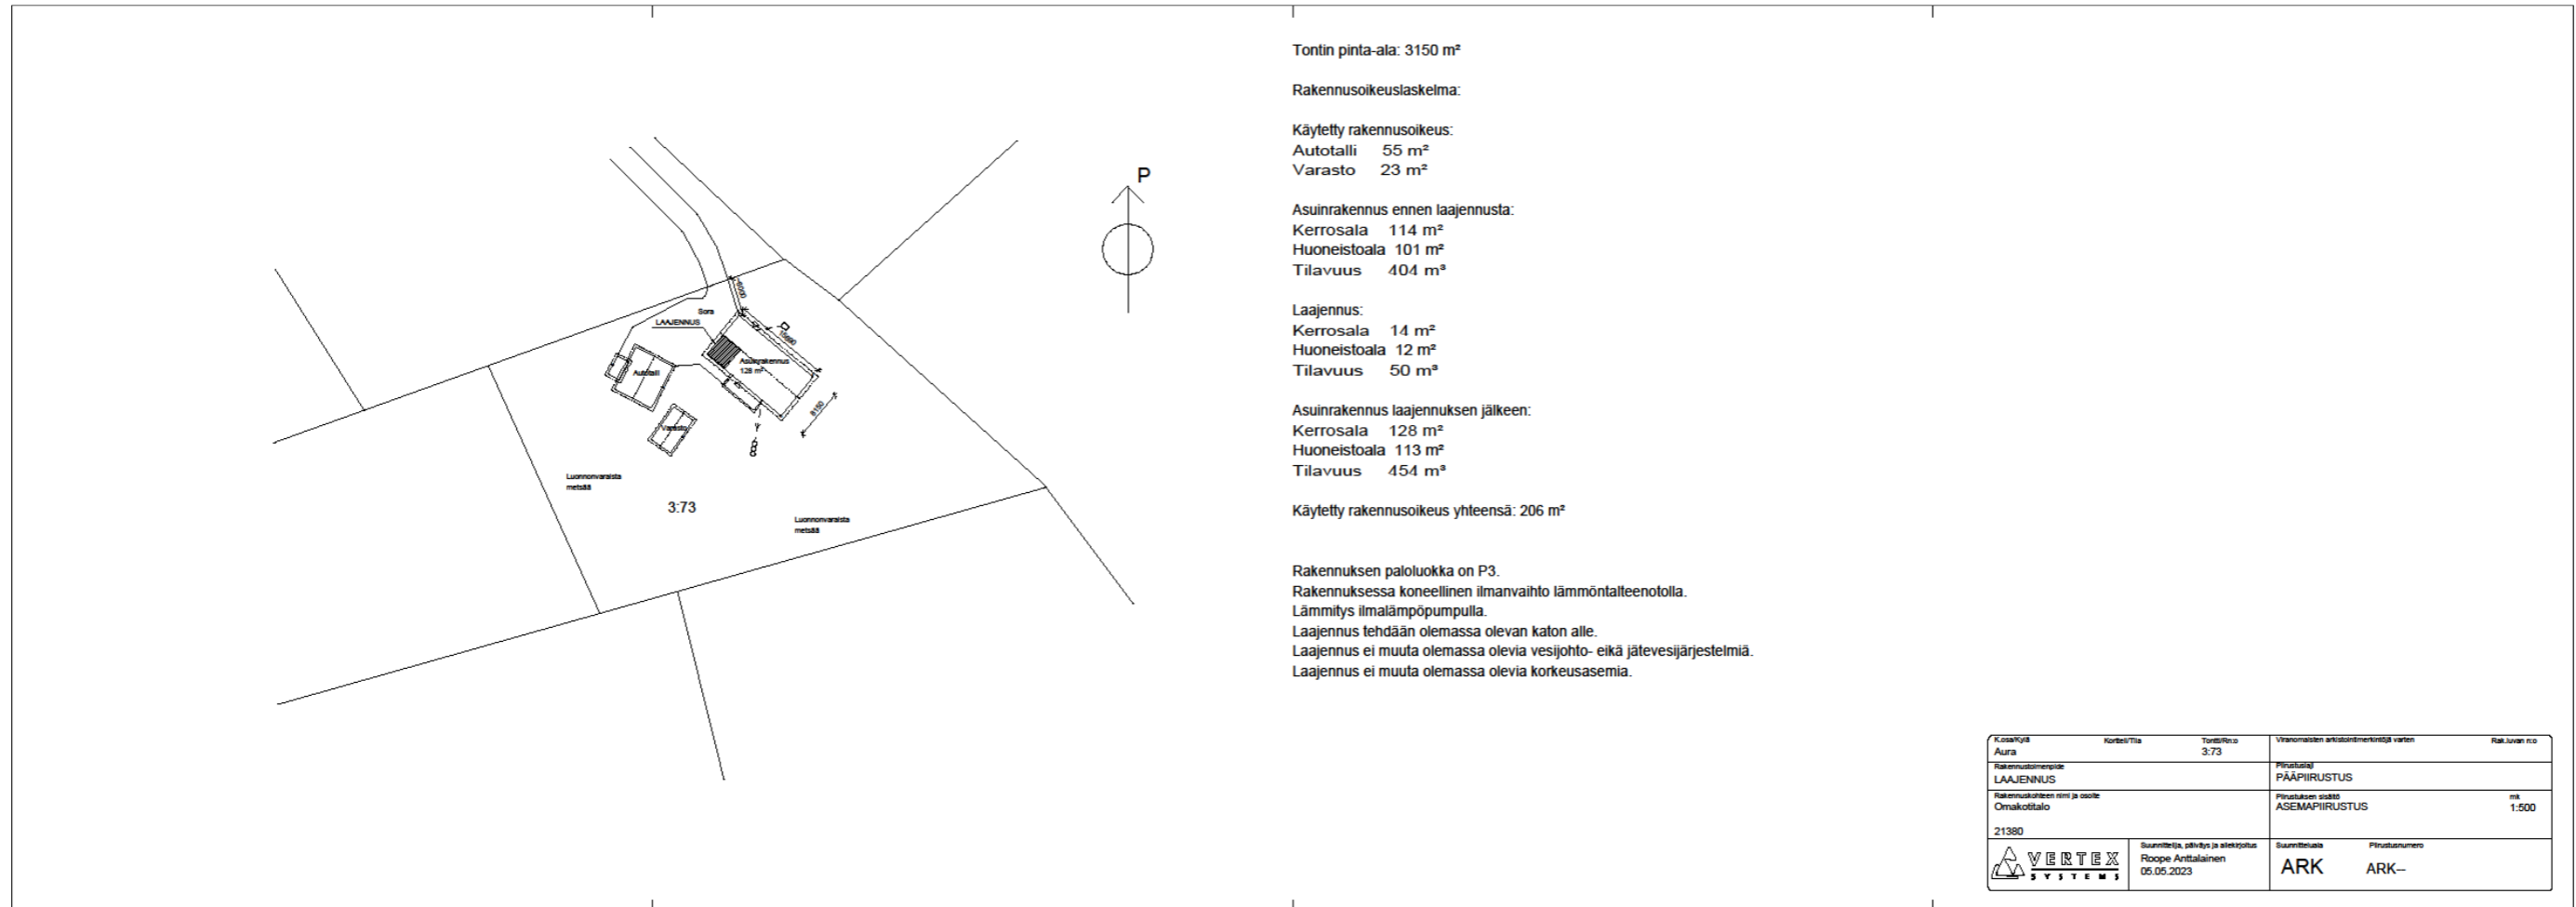 P
5000
Sora
LAAJENNUS
15690
Asuinrakennus
128 m²
Autotalli
8150
Varasto
Luonnonvaraista
metsää
3:73
Luonnonvaraista
metsää
Tontin pinta-ala: 3150 m²
Rakennusoikeuslaskelma:
Käytetty rakennusoikeus:
Autotalli 55 m²
Varasto 23 m²
Asuinrakennus ennen laajennusta:
Kerrosala 114 m²
Huoneistoala 101 m²
Tilavuus 404 m³
Laajennus:
Kerrosala 14 m²
Huoneistoala 12 m²
Tilavuus 50 m³
Asuinrakennus laajennuksen jälkeen:
Kerrosala 128 m²
Huoneistoala 113 m²
Tilavuus 454 m³
Käytetty rakennusoikeus yhteensä: 206 m²
Rakennuksen paloluokka on P3.
Rakennuksessa koneellinen ilmanvaihto lämmöntalteenotolla.
Lämmitys ilmalämpöpumpulla.
Laajennus tehdään olemassa olevan katon alle.
Laajennus ei muuta olemassa olevia vesijohto- eikä jätevesijärjestelmiä.
Laajennus ei muuta olemassa olevia korkeusasemia.
K.osa/Kylä Kortteli/Tila Tontti/Rn:o Viranomaisten arkistointimerkintöjä varten Rak.luvan n:o
Aura 3:73
Rakennustoimenpide Piirustuslaji
LAAJENNUS PÄÄPIIRUSTUS
Rakennuskohteen nimi ja osoite Piirustuksen sisältö mk
Omakotitalo ASEMAPIIRUSTUS 1:500
21380
Suunnittelija, päiväys ja allekirjoitus Suunnitteluala Piirustusnumero
VERTEX SYSTEMS
Roope Anttalainen
05.05.2023
ARK ARK--